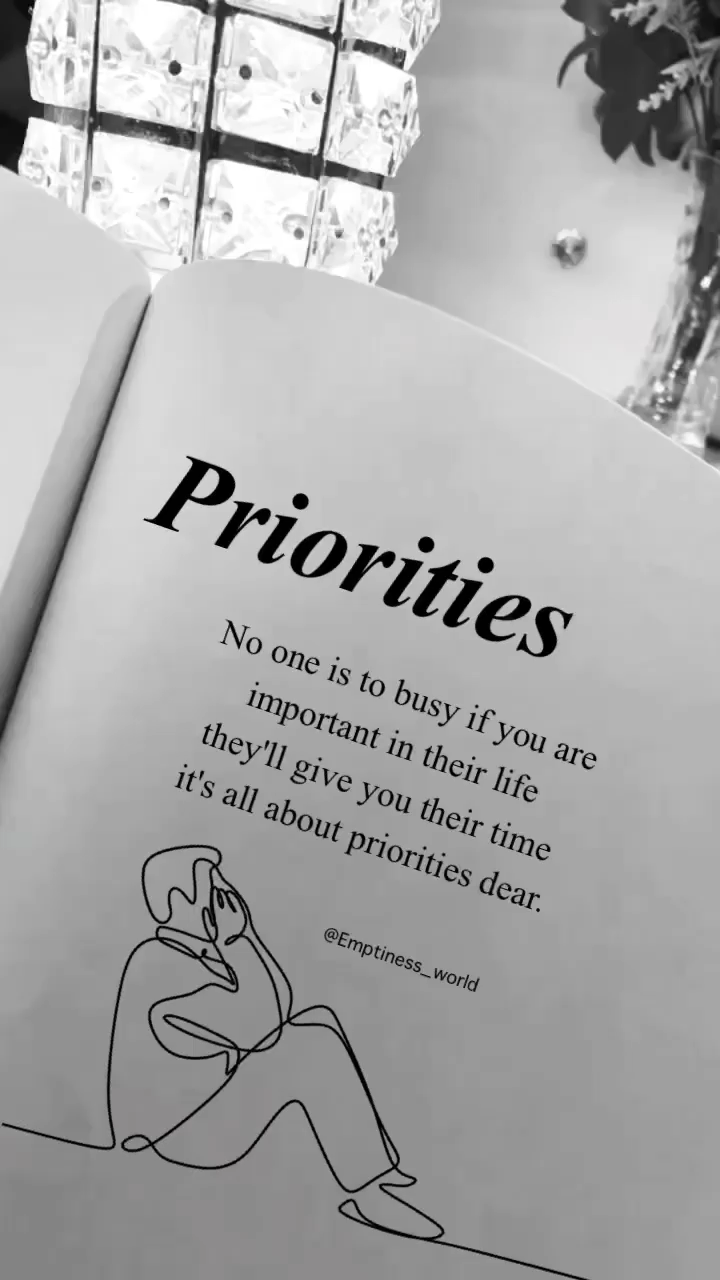 Priorities
No one is to busy if you are
important in their life
they'll give you their time
it's all about priorities dear.
@Emptiness_world